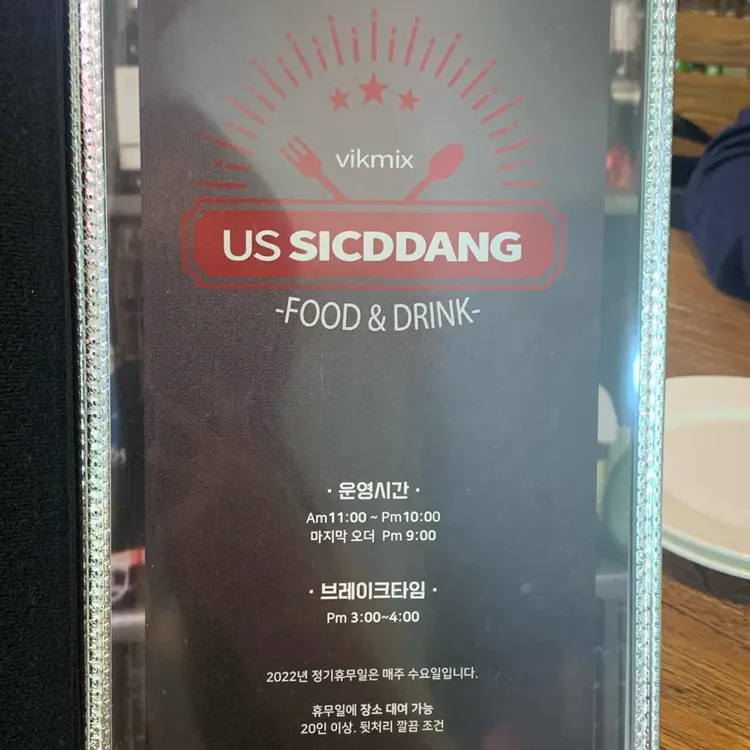 vikmix
US SICDDANG
-FOOD & DRINK-
· 운영시간 ·
Am11:00 ~ Pm10:00
마지막 오더 Pm 9:00
· 브레이크타임 ·
Pm 3:00~4:00
2022년 정기휴무일은 매주 수요일입니다.
휴무일에 장소 대여 가능
20인 이상. 뒷처리 깔끔 조건